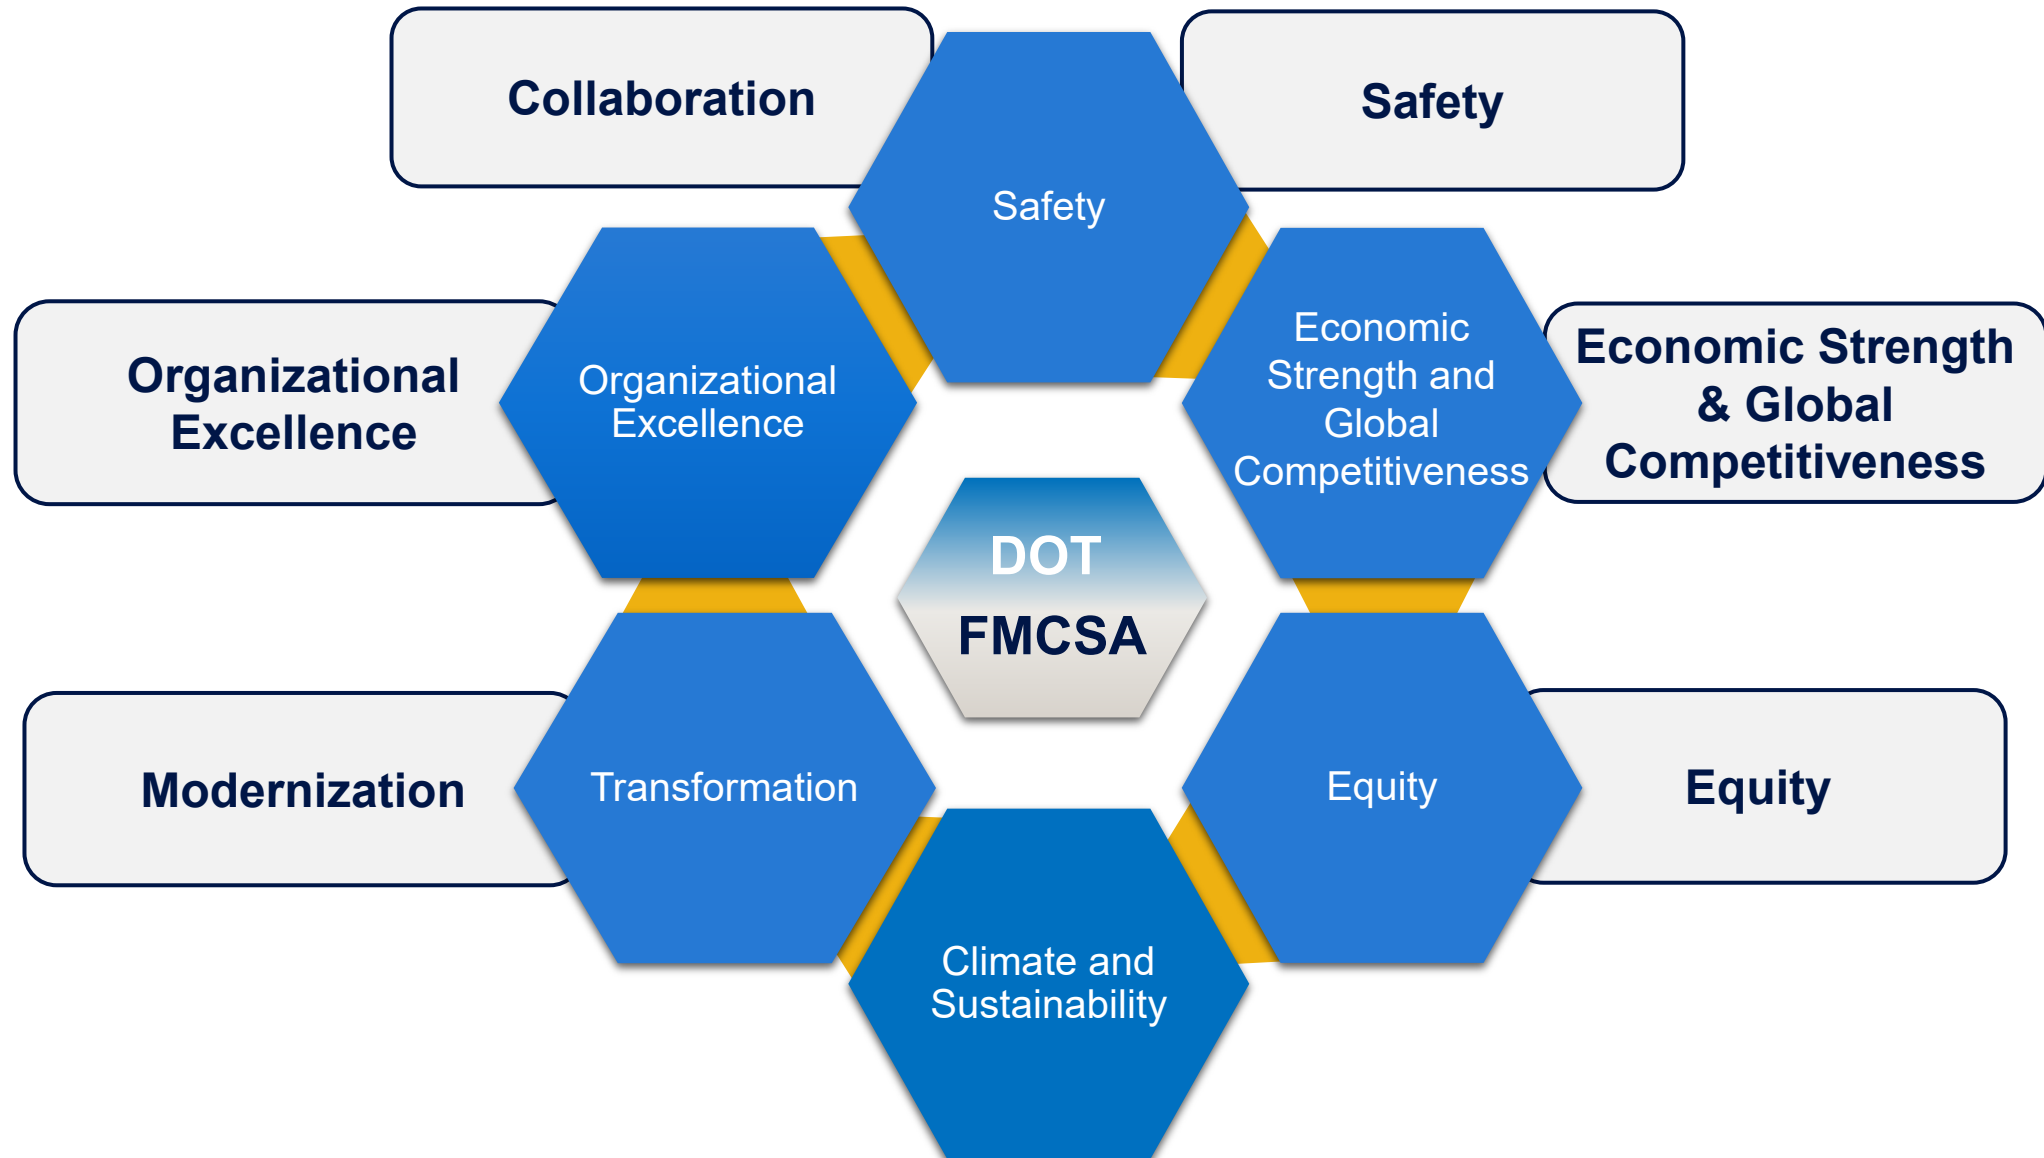 Collaboration
Safety
Safety
Organizational
Excellence
Organizational
Excellence
Economic
Strength and
Global
Competitiveness
Economic Strength
& Global
Competitiveness
DOT
FMCSA
Modernization
Transformation
Equity
Equity
Climate and
Sustainability